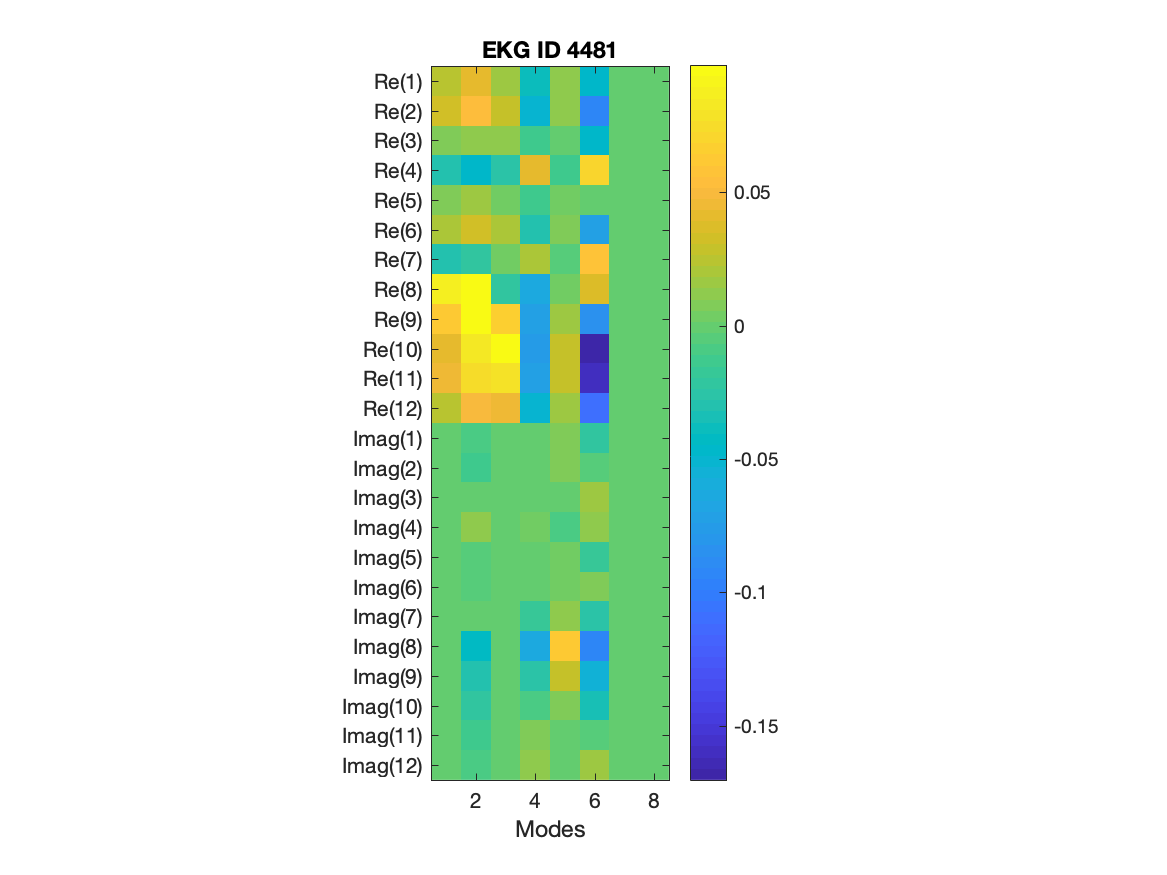 EKG ID 4481
Re(1)
Re(2)
Re(3)
Re(4)
Re(5)
Re(6)
Re(7)
Re(8)
Re(9)
Re(10)
Re(11)
Re(12)
Imag(1)
Imag(2)
Imag(3)
Imag(4)
Imag(5)
Imag(6)
Imag(7)
Imag(8)
Imag(9)
Imag(10)
Imag(11)
Imag(12)
2 4 6 8
Modes
0.05
0
-0.05
-0.1
-0.15